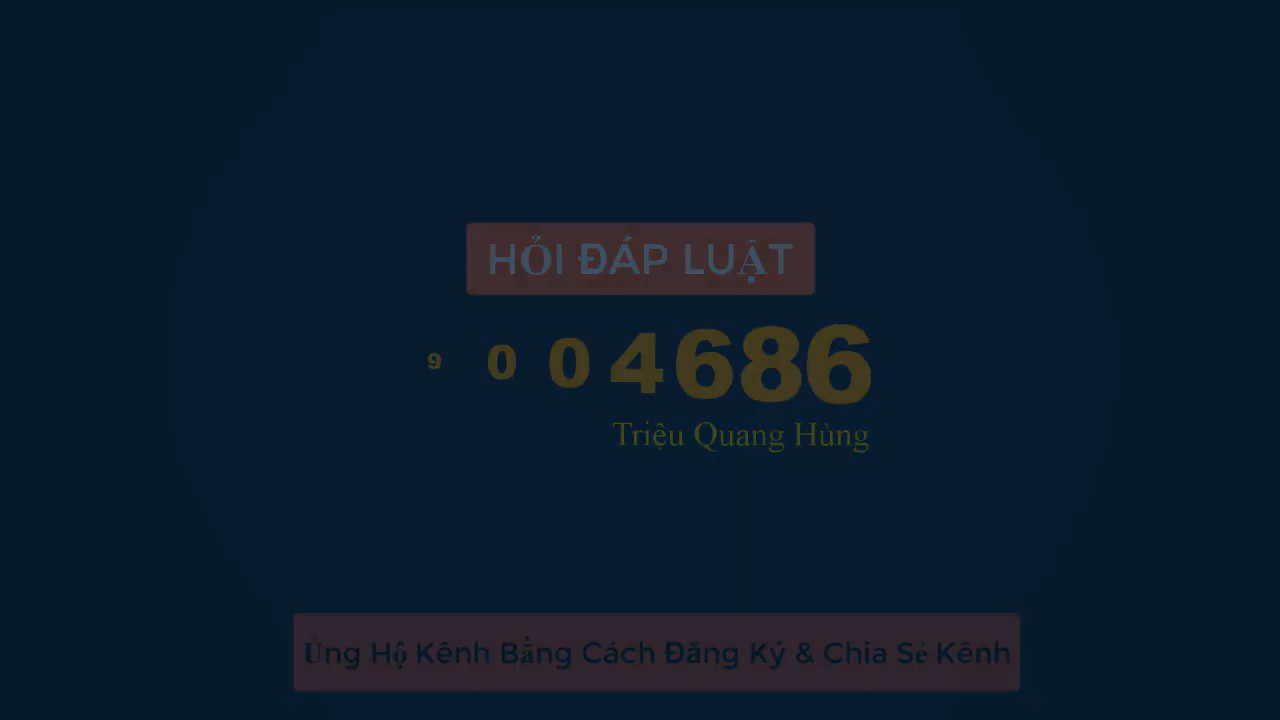 HỎI ĐÁP LUẬT
9 0 0 4686
Triệu Quang Hùng
Ủng Hộ Kênh Bằng Cách Đăng Ký & Chia Sẻ Kênh